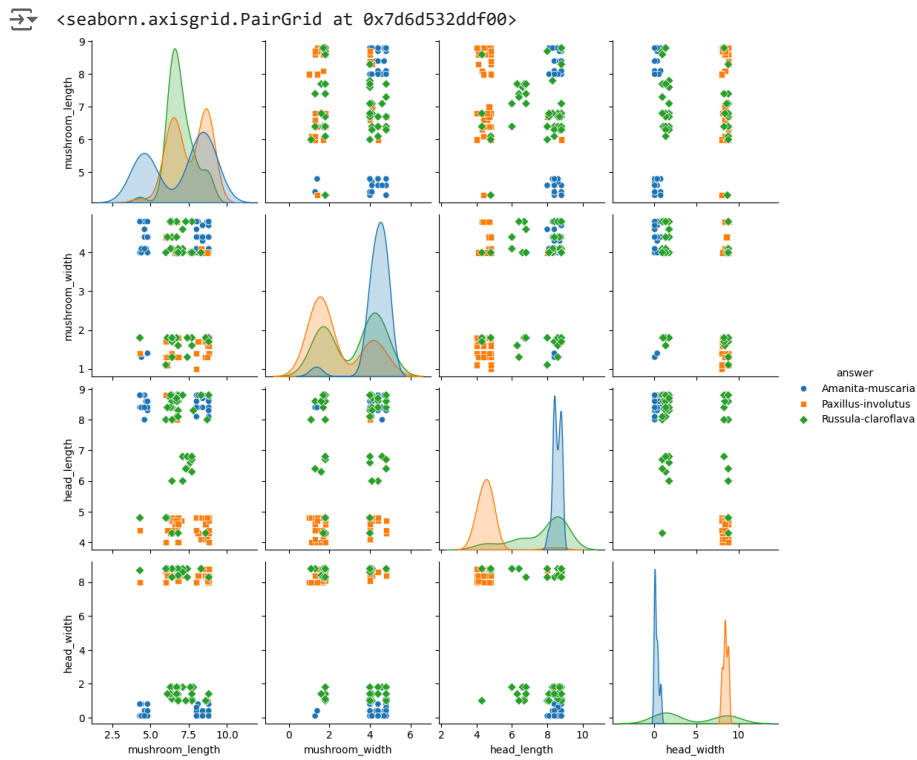 <seaborn.axisgrid.PairGrid at 0x7d6d532ddf00>
9
8
7
6
5
mushroom_length
4
3
2
1
mushroom_width
9
8
7
6
5
4
head_length
8
6
4
2
0
head_width
2.5 5.0 7.5 10.0
mushroom_length
0 2 4 6
mushroom_width
2 4 6 8 10
head_length
0 10
head_width
answer
Amanita-muscaria
Paxillus-involutus
Russula-claroflava